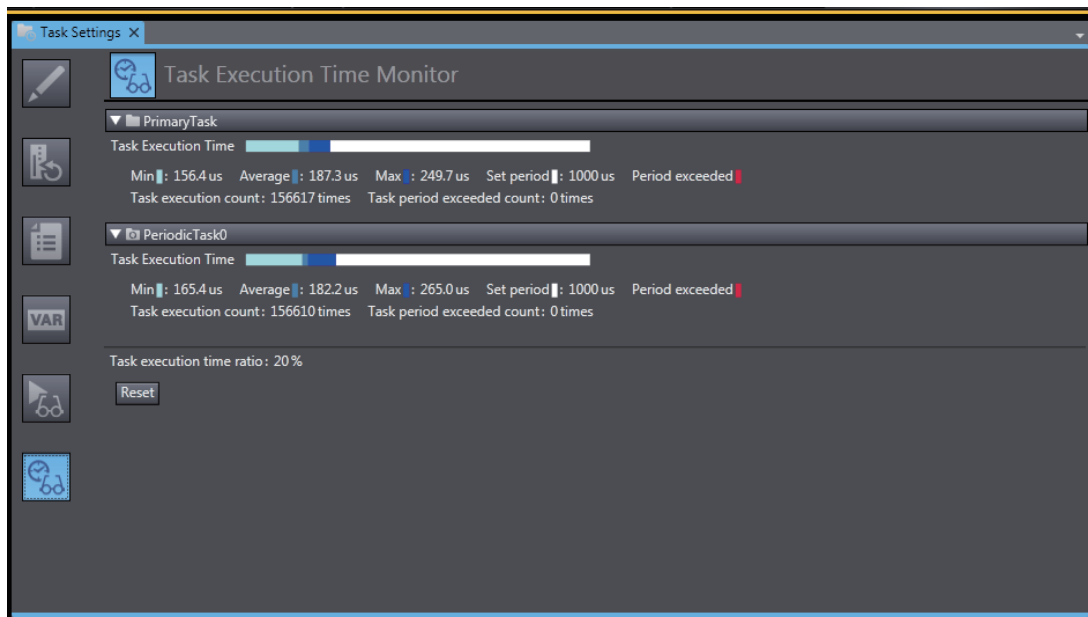 Task Settings
Task Execution Time Monitor
PrimaryTask
Task Execution Time
Min : 156.4 us Average : 187.3 us Max : 249.7 us Set period : 1000 us Period exceeded
Task execution count : 156617 times Task period exceeded count : 0 times
PeriodicTask0
Task Execution Time
Min : 165.4 us Average : 182.2 us Max : 265.0 us Set period : 1000 us Period exceeded
Task execution count : 156610 times Task period exceeded count : 0 times
VAR
Task execution time ratio : 20 %
Reset